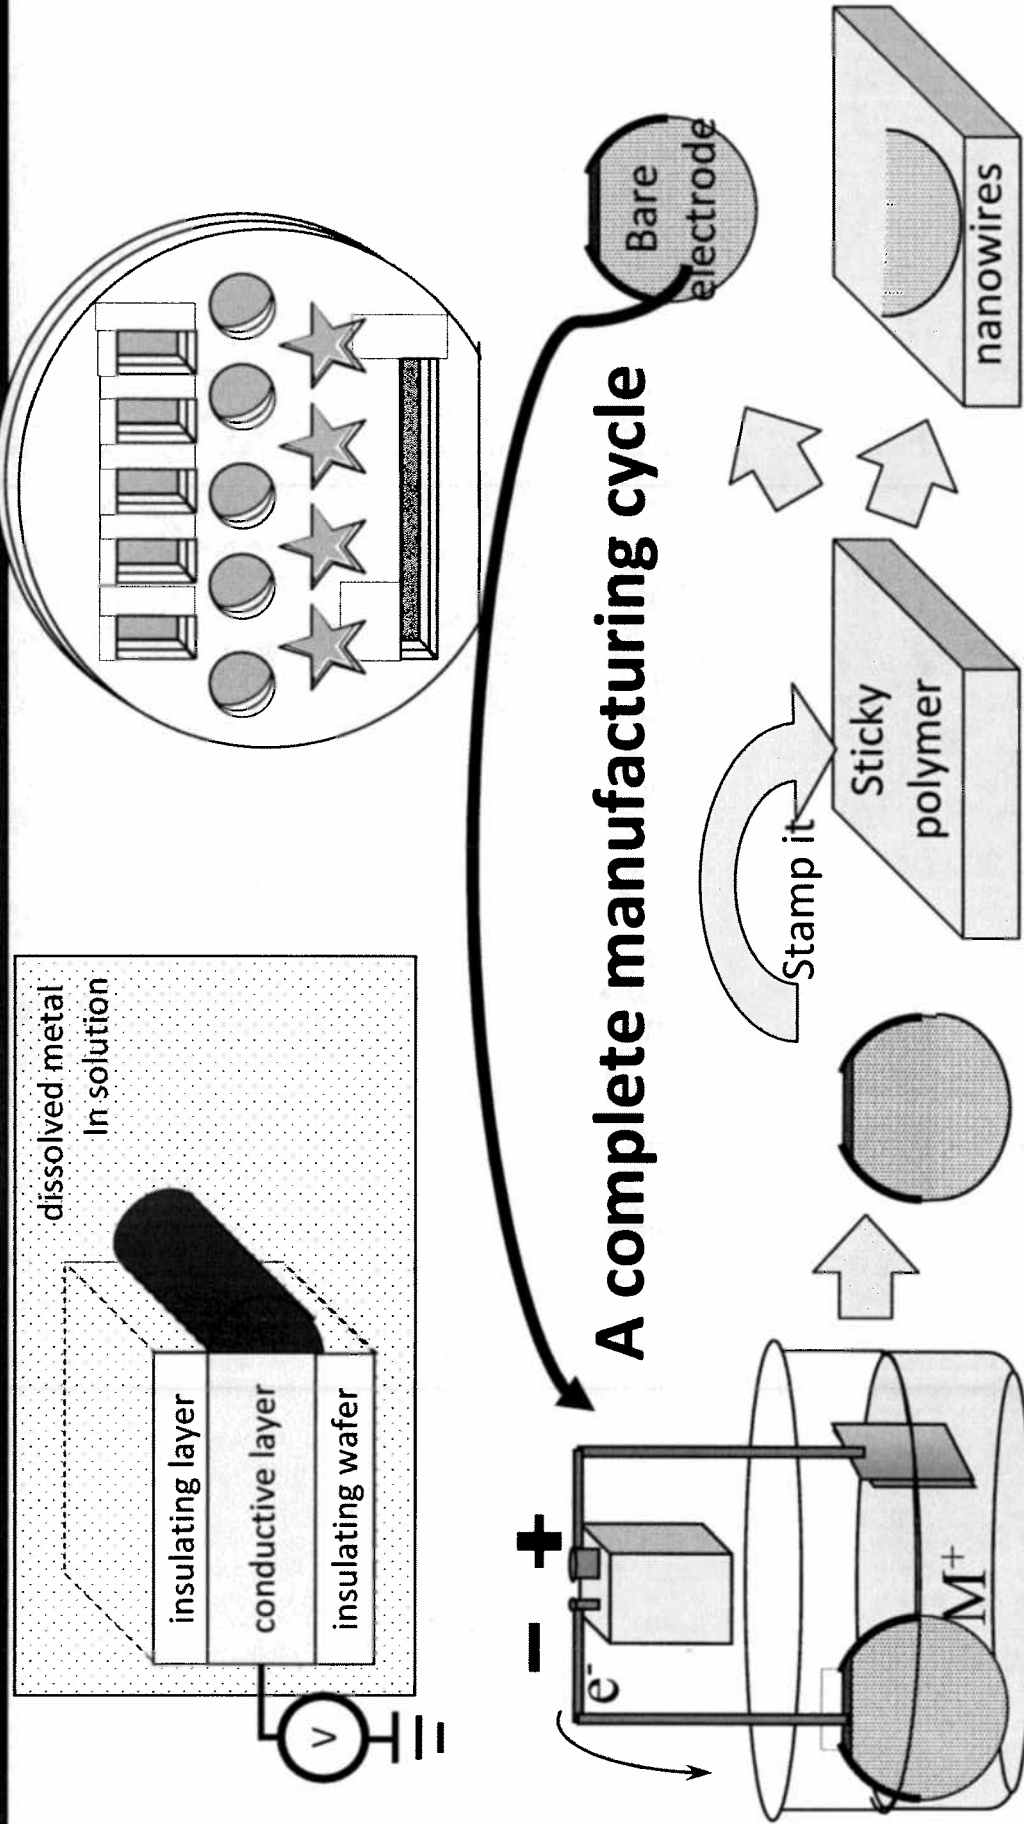 dissolved metal
In solution
insulating layer
conductive layer
insulating wafer
V
A complete manufacturing cycle
− +
e⁻
M⁺
Stamp it
Sticky
polymer
Bare
electrode
nanowires